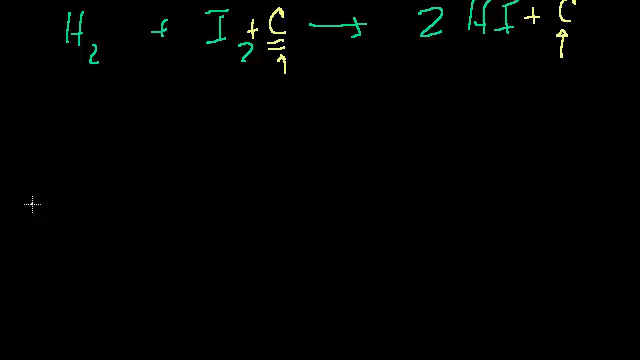 H₂ + I₂ + C → 2 HI + C